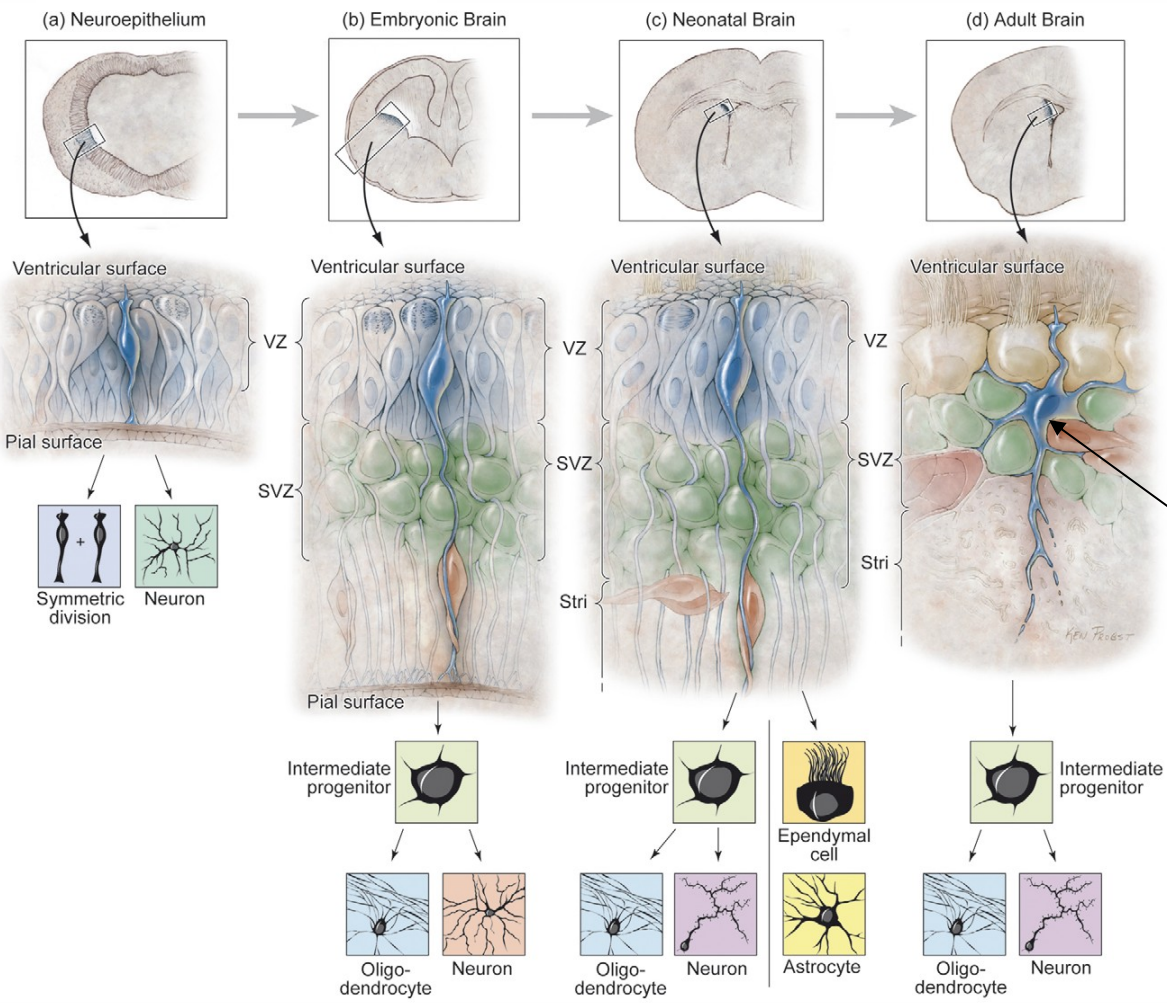 (a) Neuroepithelium
(b) Embryonic Brain
(c) Neonatal Brain
(d) Adult Brain
Ventricular surface
Ventricular surface
Ventricular surface
Ventricular surface
VZ
VZ
VZ
Pial surface
SVZ
SVZ
SVZ
Symmetric
division
Neuron
Stri
Stri
KEN PROBST
Pial surface
Intermediate
progenitor
Intermediate
progenitor
Intermediate
progenitor
Ependymal
cell
Oligo-
dendrocyte
Neuron
Oligo-
dendrocyte
Neuron
Astrocyte
Oligo-
dendrocyte
Neuron
+